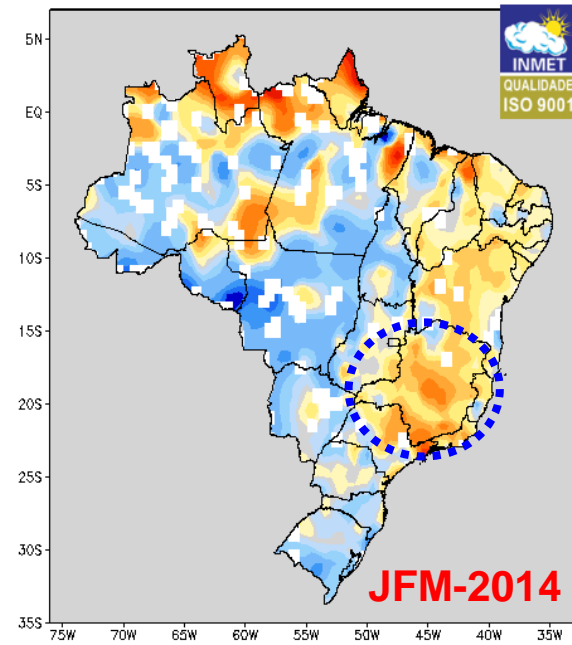 5N
EQ
5S
10S
15S
20S
25S
30S
35S
75W 70W 65W 60W 55W 50W 45W 40W 35W
INMET
QUALIDADE
ISO 9001
JFM-2014